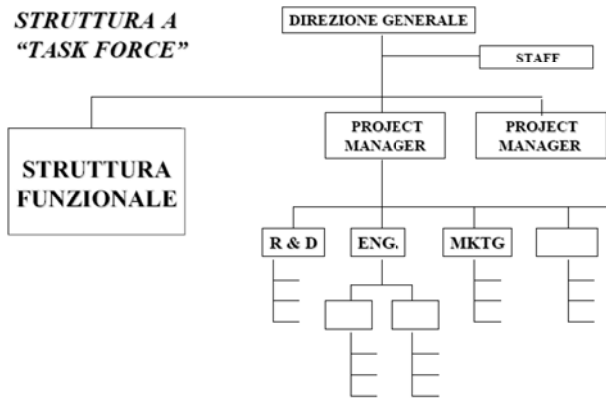 STRUTTURA A
“TASK FORCE”
DIREZIONE GENERALE
STAFF
STRUTTURA
FUNZIONALE
PROJECT
MANAGER
PROJECT
MANAGER
R & D
ENG.
MKTG